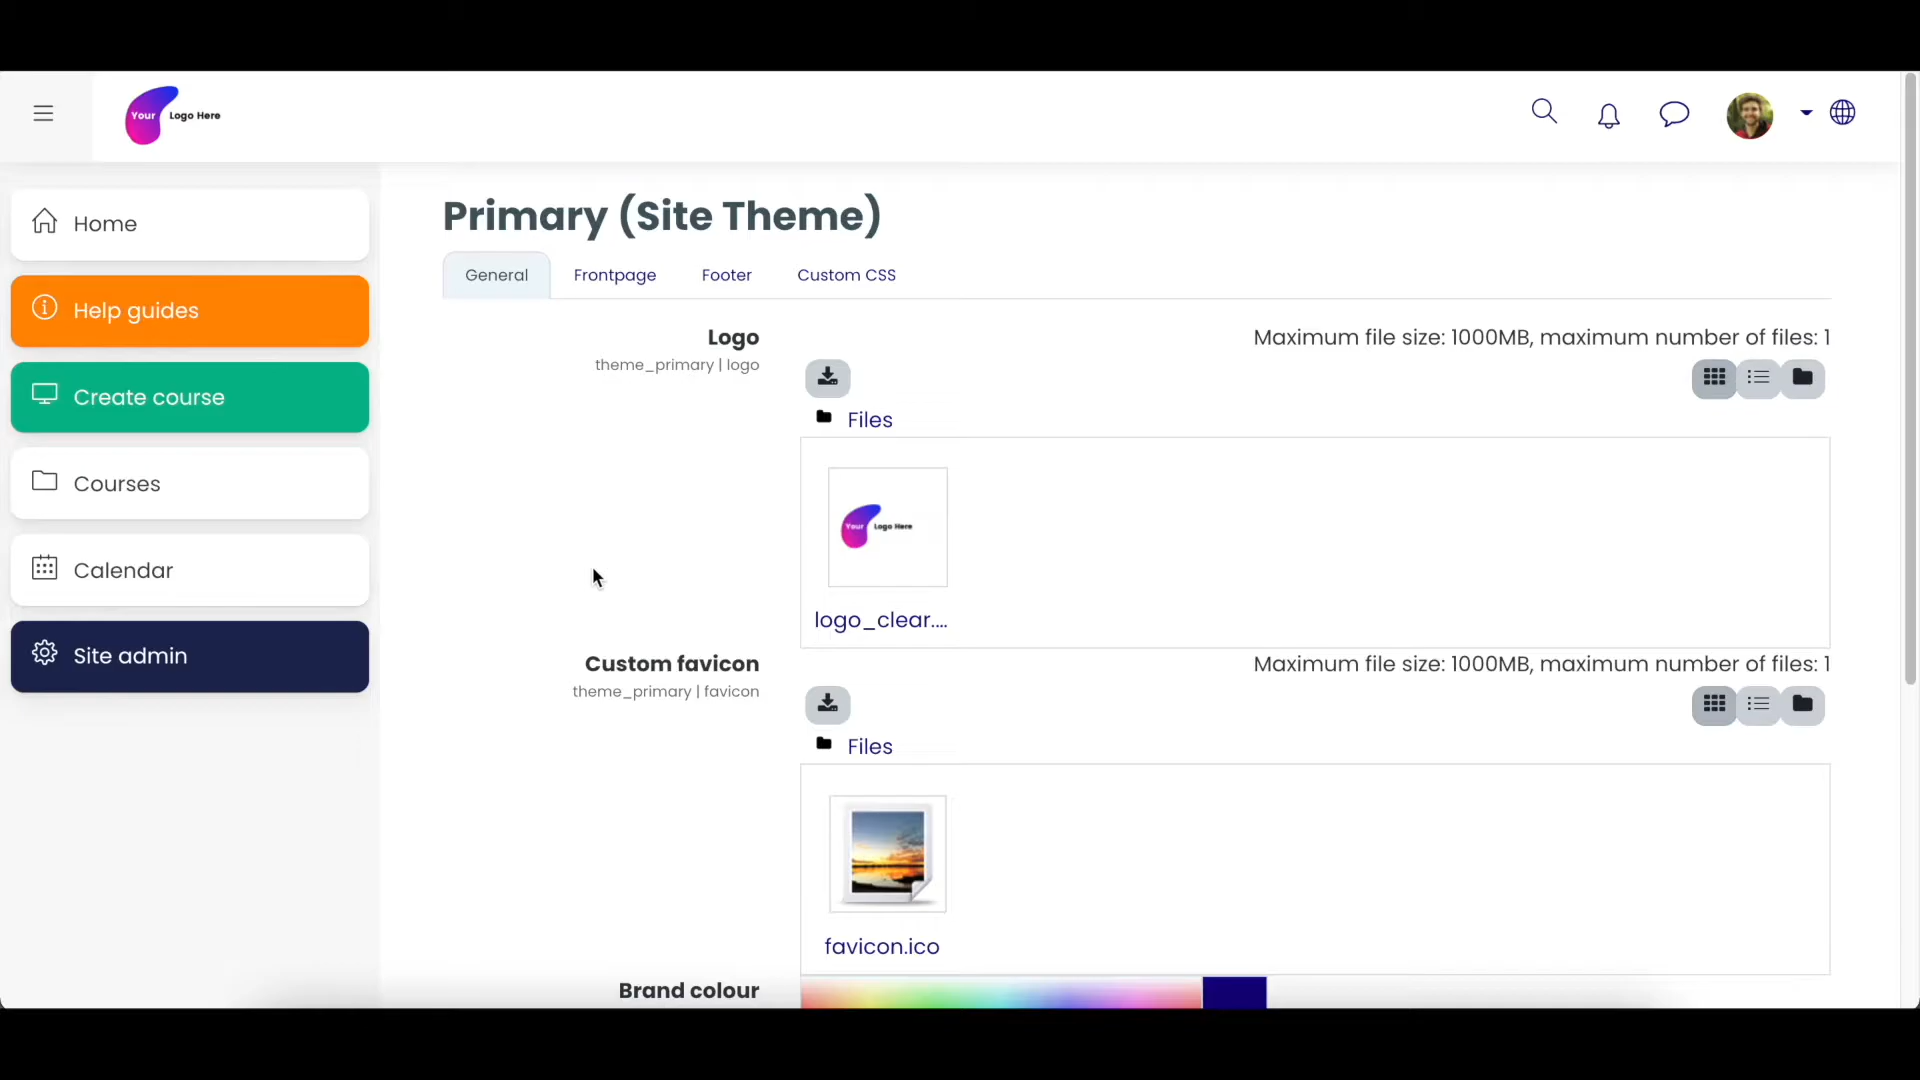 Your Logo Here
Home
Help guides
Create course
Courses
Calendar
Site admin
Primary (Site Theme)
General Frontpage Footer Custom CSS
Logo
theme_primary | logo
Maximum file size: 1000MB, maximum number of files: 1
Files
Your Logo Here
logo_clear....
Custom favicon
theme_primary | favicon
Maximum file size: 1000MB, maximum number of files: 1
Files
favicon.ico
Brand colour